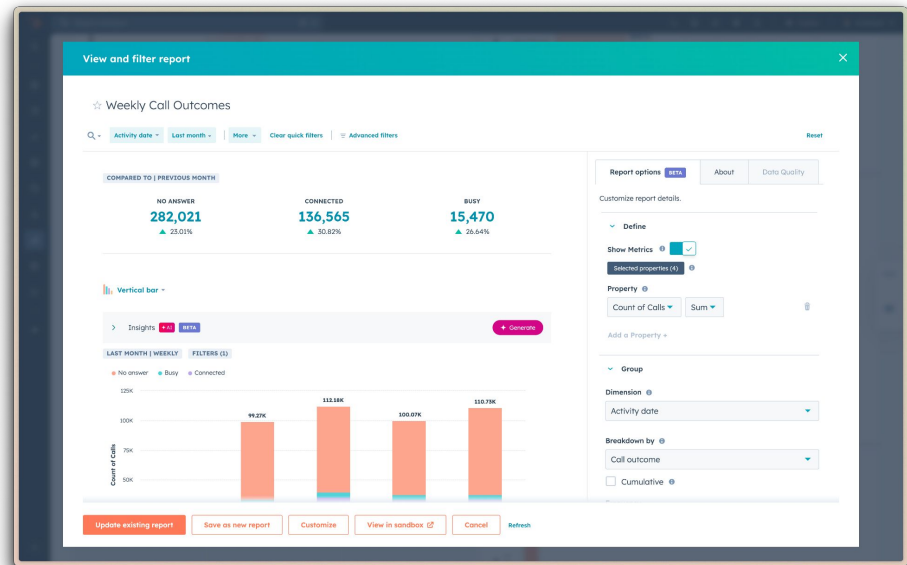 View and filter report
Weekly Call Outcomes
Activity date
Last month
More
Clear quick filters
Advanced filters
Reset
COMPARED TO | PREVIOUS MONTH
NO ANSWER
CONNECTED
BUSY
282,021
136,565
15,470
23.01%
30.82%
26.64%
Vertical bar
Insights
+ AI
BETA
Generate
LAST MONTH | WEEKLY
FILTERS (1)
No answer
Busy
Connected
125K
100K
75K
50K
Count of Calls
99.27K
112.18K
100.07K
110.73K
Report options
BETA
About
Data Quality
Customize report details.
Define
Show Metrics
Selected properties (4)
Property
Count of Calls
Sum
Add a Property +
Group
Dimension
Activity date
Breakdown by
Call outcome
Cumulative
Update existing report
Save as new report
Customize
View in sandbox
Cancel
Refresh